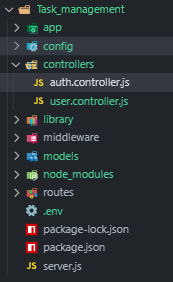 Task_management
app
config
controllers
JS auth.controller.js
JS user.controller.js
library
middleware
models
node_modules
routes
.env
package-lock.json
package.json
JS server.js